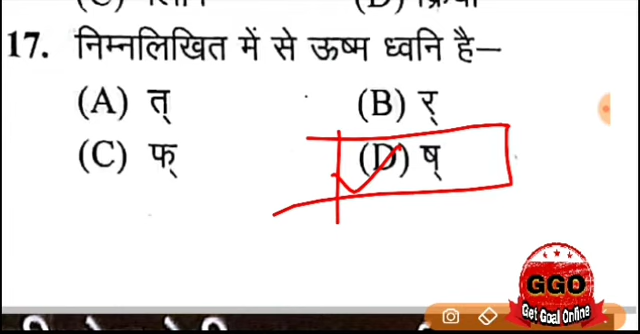 17. निम्नलिखित में से ऊष्म ध्वनि है—
(A) त् (B) र्
(C) फ् (D) ष्
GGO
Get Goal Online